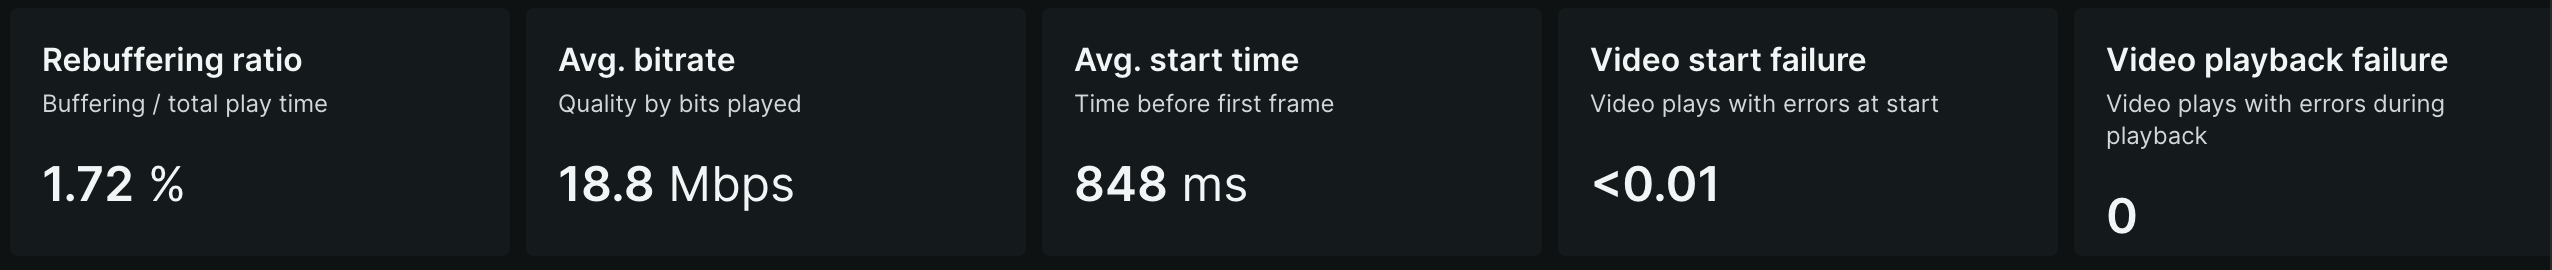 Rebuffering ratio
Buffering / total play time
1.72 %
Avg. bitrate
Quality by bits played
18.8 Mbps
Avg. start time
Time before first frame
848 ms
Video start failure
Video plays with errors at start
<0.01
Video playback failure
Video plays with errors during
playback
0